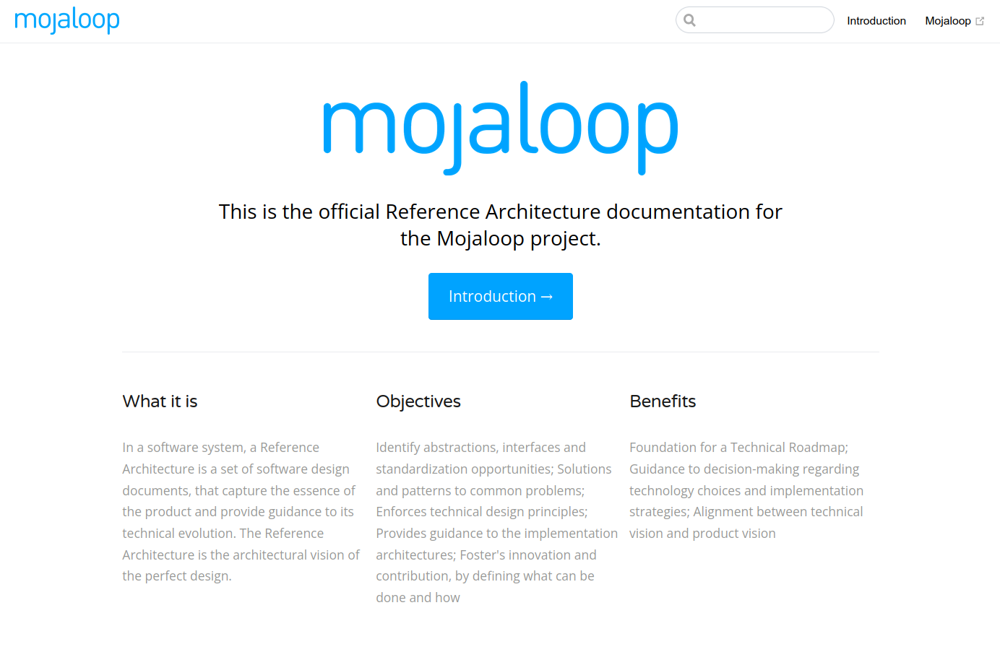 mojaloop
Introduction
Mojaloop
mojaloop
This is the official Reference Architecture documentation for
the Mojaloop project.
Introduction →
What it is
In a software system, a Reference
Architecture is a set of software design
documents, that capture the essence of
the product and provide guidance to its
technical evolution. The Reference
Architecture is the architectural vision of
the perfect design.
Objectives
Identify abstractions, interfaces and
standardization opportunities; Solutions
and patterns to common problems;
Enforces technical design principles;
Provides guidance to the implementation
architectures; Foster's innovation and
contribution, by defining what can be
done and how
Benefits
Foundation for a Technical Roadmap;
Guidance to decision-making regarding
technology choices and implementation
strategies; Alignment between technical
vision and product vision